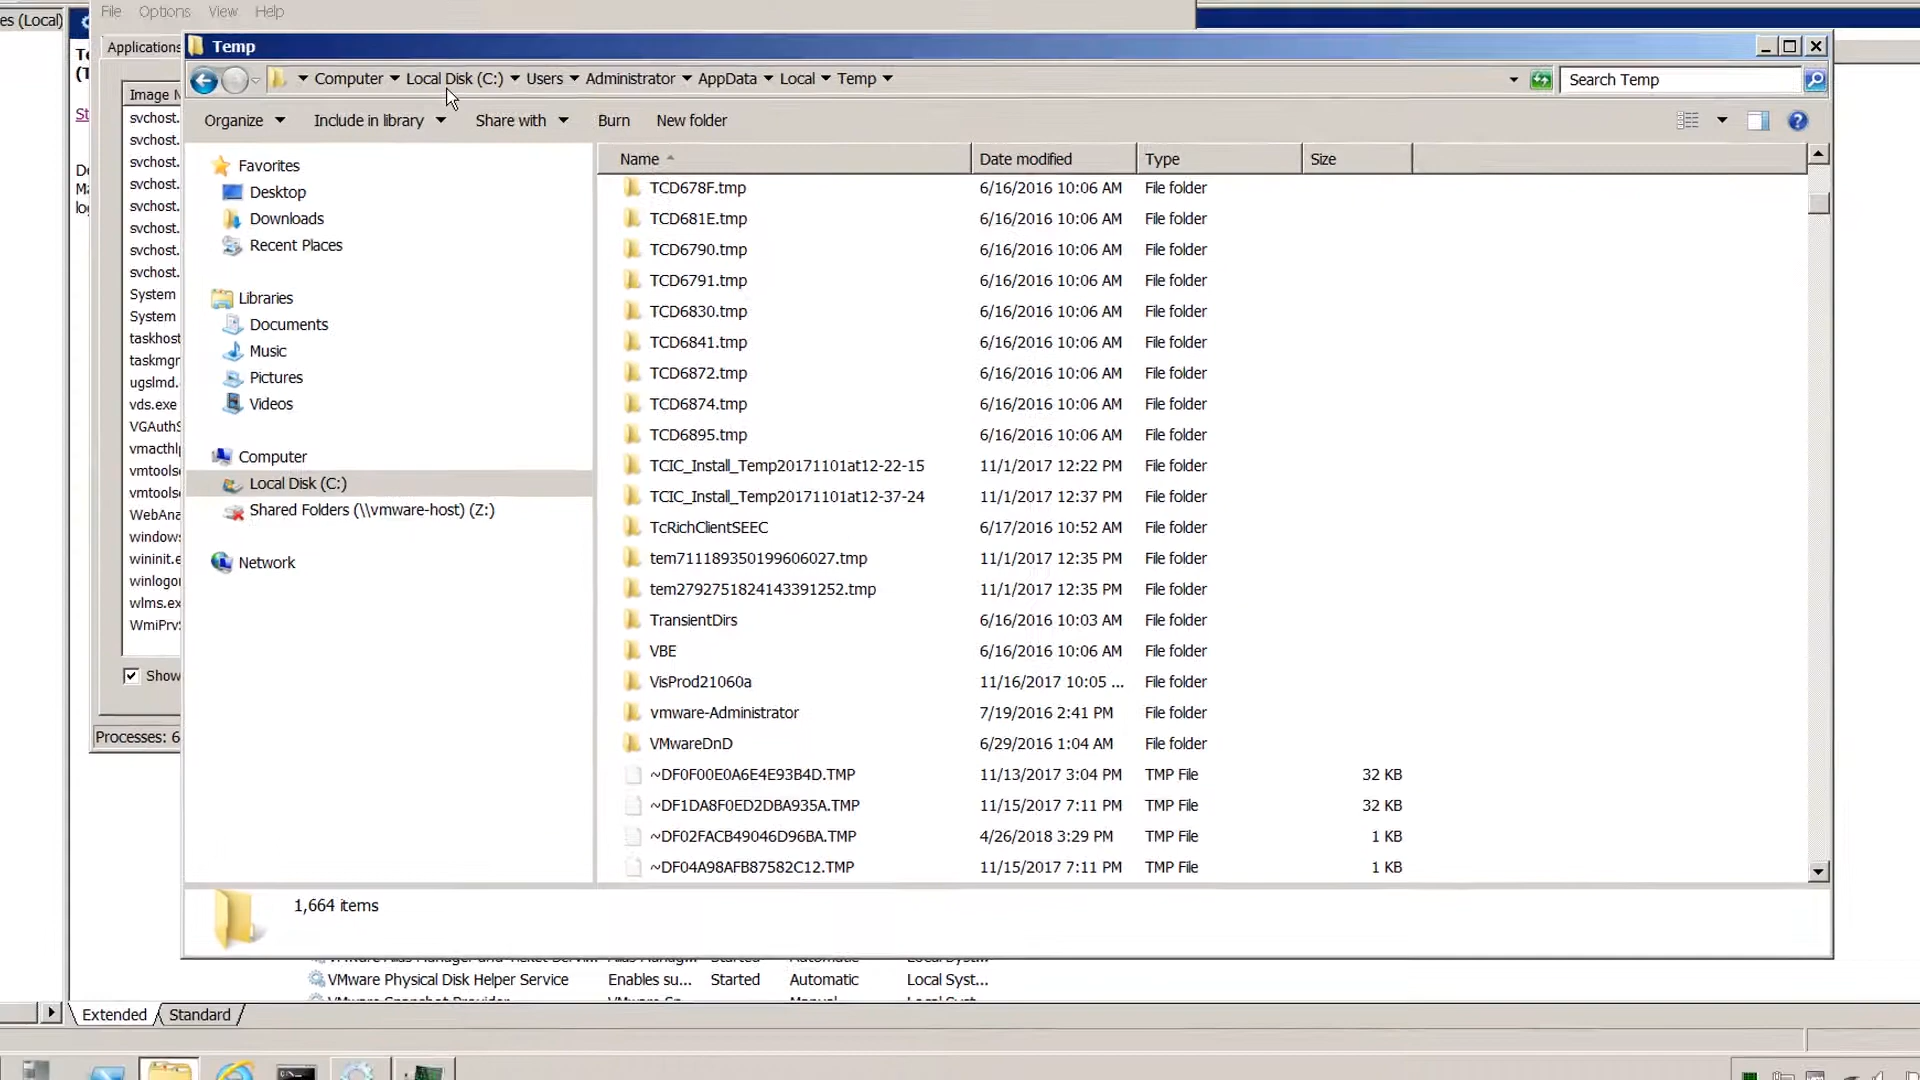 es (Local)
File Options View Help
Applications
Temp
Computer Local Disk (C:) Users Administrator AppData Local Temp
Search Temp
Organize Include in library Share with Burn New folder
Image N
svchost.
svchost.
svchost.
svchost.
svchost.
svchost.
svchost.
svchost.
System
System
taskhost
taskmgr
ugslmd.
vds.exe
VGAuthS
vmacthlp
vmtoolsd
vmtoolsd
WebAna
windows
wininit.e
winlogon
wlms.ex
WmiPrvS
Show
Processes: 6
Favorites
Desktop
Downloads
Recent Places
Libraries
Documents
Music
Pictures
Videos
Computer
Local Disk (C:)
Shared Folders (\\vmware-host) (Z:)
Network
Name Date modified Type Size
TCD678F.tmp 6/16/2016 10:06 AM File folder
TCD681E.tmp 6/16/2016 10:06 AM File folder
TCD6790.tmp 6/16/2016 10:06 AM File folder
TCD6791.tmp 6/16/2016 10:06 AM File folder
TCD6830.tmp 6/16/2016 10:06 AM File folder
TCD6841.tmp 6/16/2016 10:06 AM File folder
TCD6872.tmp 6/16/2016 10:06 AM File folder
TCD6874.tmp 6/16/2016 10:06 AM File folder
TCD6895.tmp 6/16/2016 10:06 AM File folder
TCIC_Install_Temp20171101at12-22-15 11/1/2017 12:22 PM File folder
TCIC_Install_Temp20171101at12-37-24 11/1/2017 12:37 PM File folder
TcRichClientSEEC 6/17/2016 10:52 AM File folder
tem711189350199606027.tmp 11/1/2017 12:35 PM File folder
tem2792751824143391252.tmp 11/1/2017 12:35 PM File folder
TransientDirs 6/16/2016 10:03 AM File folder
VBE 6/16/2016 10:06 AM File folder
VisProd21060a 11/16/2017 10:05 ... File folder
vmware-Administrator 7/19/2016 2:41 PM File folder
VMwareDnD 6/29/2016 1:04 AM File folder
~DF0F00E0A6E4E93B4D.TMP 11/13/2017 3:04 PM TMP File 32 KB
~DF1DA8F0ED2DBA935A.TMP 11/15/2017 7:11 PM TMP File 32 KB
~DF02FACB49046D96BA.TMP 4/26/2018 3:29 PM TMP File 1 KB
~DF04A98AFB87582C12.TMP 11/15/2017 7:11 PM TMP File 1 KB
1,664 items
VMware Physical Disk Helper Service Enables su... Started Automatic Local Syst...
Extended Standard